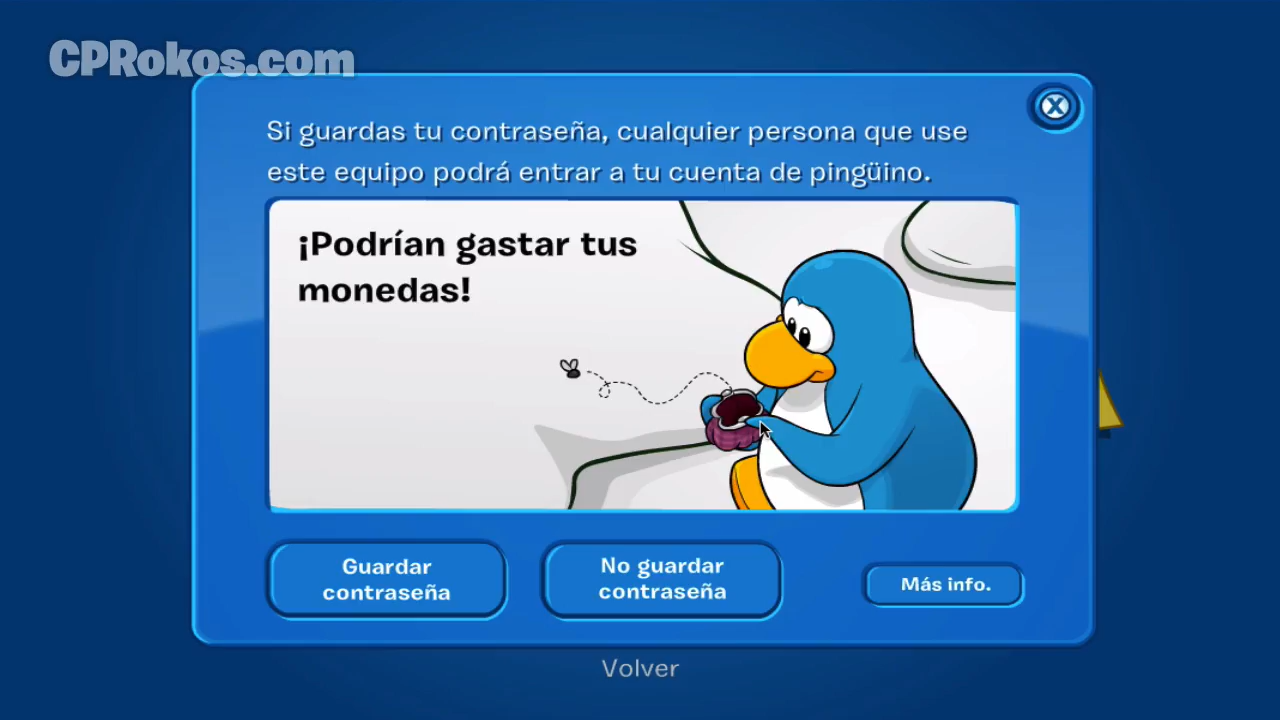 CPRokos.com
Si guardas tu contraseña, cualquier persona que use
este equipo podrá entrar a tu cuenta de pingüino.
¡Podrían gastar tus
monedas!
Guardar
contraseña
No guardar
contraseña
Más info.
Volver